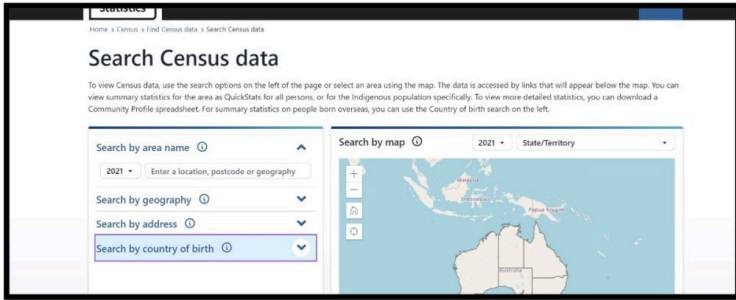 Statistics
Home > Census > Find Census data > Search Census data
Search Census data
To view Census data, use the search options on the left of the page or select an area using the map. The data is accessed by links that will appear below the map. You can
view summary statistics for the area as QuickStats for all persons, or for the Indigenous population specifically. To view more detailed statistics, you can download a
Community Profile spreadsheet. For summary statistics on people born overseas, you can use the Country of birth search on the left.
Search by area name
2021 Enter a location, postcode or geography
Search by geography
Search by address
Search by country of birth
Search by map 2021 State/Territory
Malaysia
Indonesia
Papua Niugini
Australia